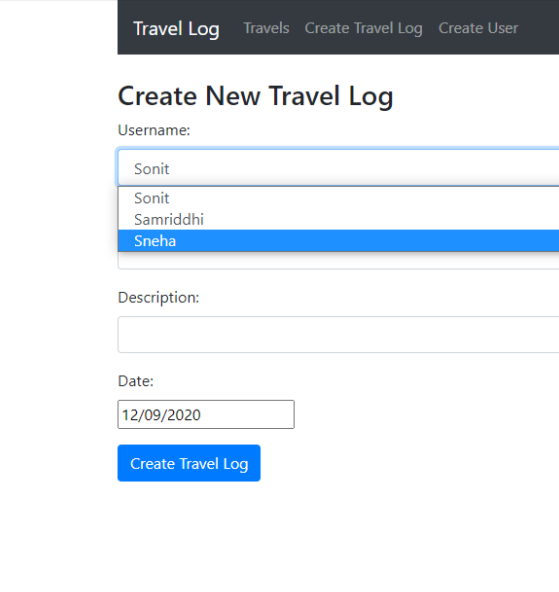 Travel Log Travels Create Travel Log Create User
Create New Travel Log
Username:
Sonit
Sonit
Samriddhi
Sneha
Description:
Date:
12/09/2020
Create Travel Log